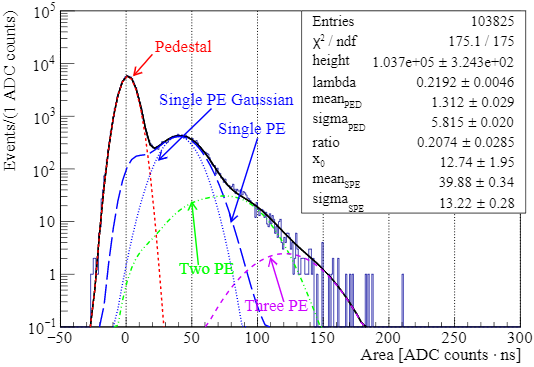 Events/(1 ADC counts)
10^5
10^4
10^3
10^2
10
1
10^−1
−50 0 50 100 150 200 250 300
Area [ADC counts · ns]
Pedestal
Single PE Gaussian
Single PE
Two PE
Three PE
Entries 103825
χ^2 / ndf 175.1 / 175
height 1.037e+05 ± 3.243e+02
lambda 0.2192 ± 0.0046
mean_PED 1.312 ± 0.029
sigma_PED 5.815 ± 0.020
ratio 0.2074 ± 0.0285
x_0 12.74 ± 1.95
mean_SPE 39.88 ± 0.34
sigma_SPE 13.22 ± 0.28